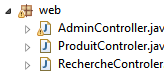 web
AdminController.jav
ProduitControler.jav
RechercheControler